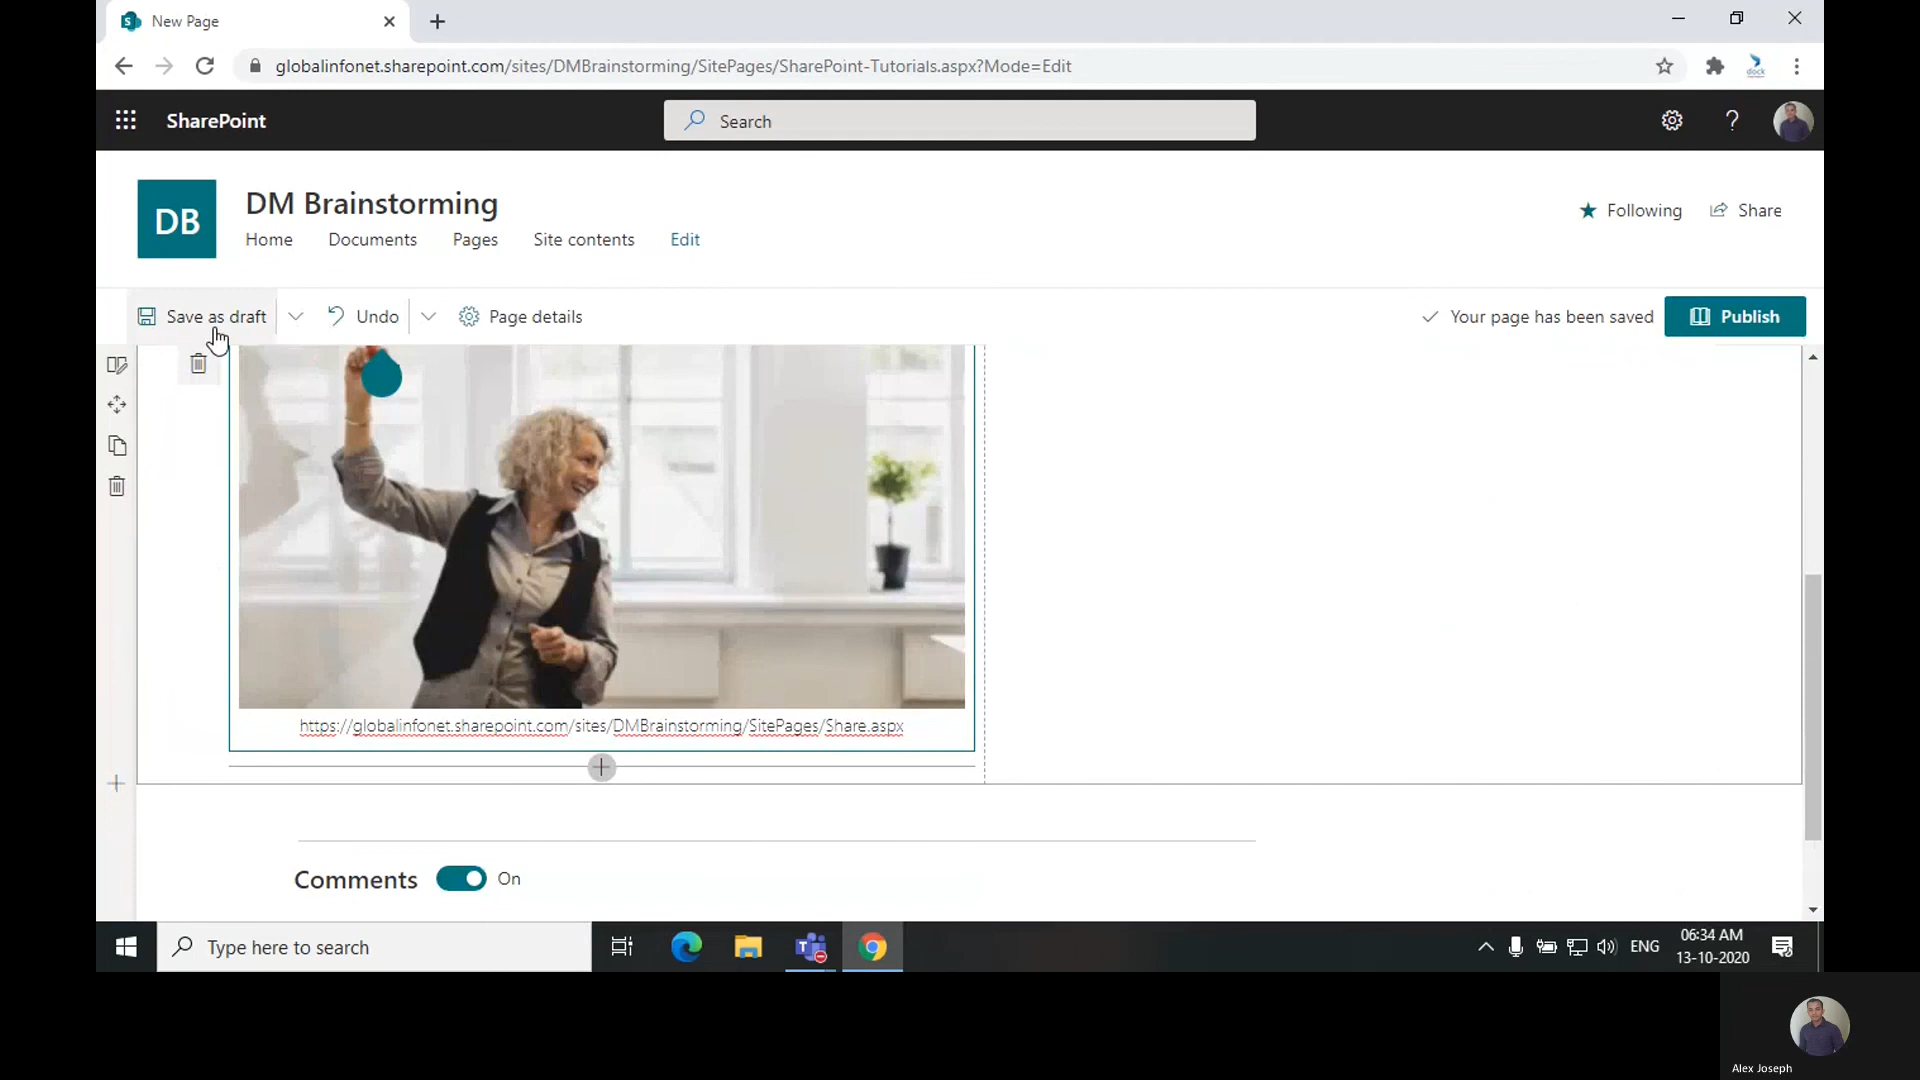 New Page
globalinfonet.sharepoint.com/sites/DMBrainstorming/SitePages/SharePoint-Tutorials.aspx?Mode=Edit
dock
SharePoint
Search
DB
DM Brainstorming
Following
Share
Home
Documents
Pages
Site contents
Edit
Save as draft
Undo
Page details
Your page has been saved
Publish
https://globalinfonet.sharepoint.com/sites/DMBrainstorming/SitePages/Share.aspx
Comments
On
Type here to search
ENG
06:34 AM
13-10-2020
Alex Joseph